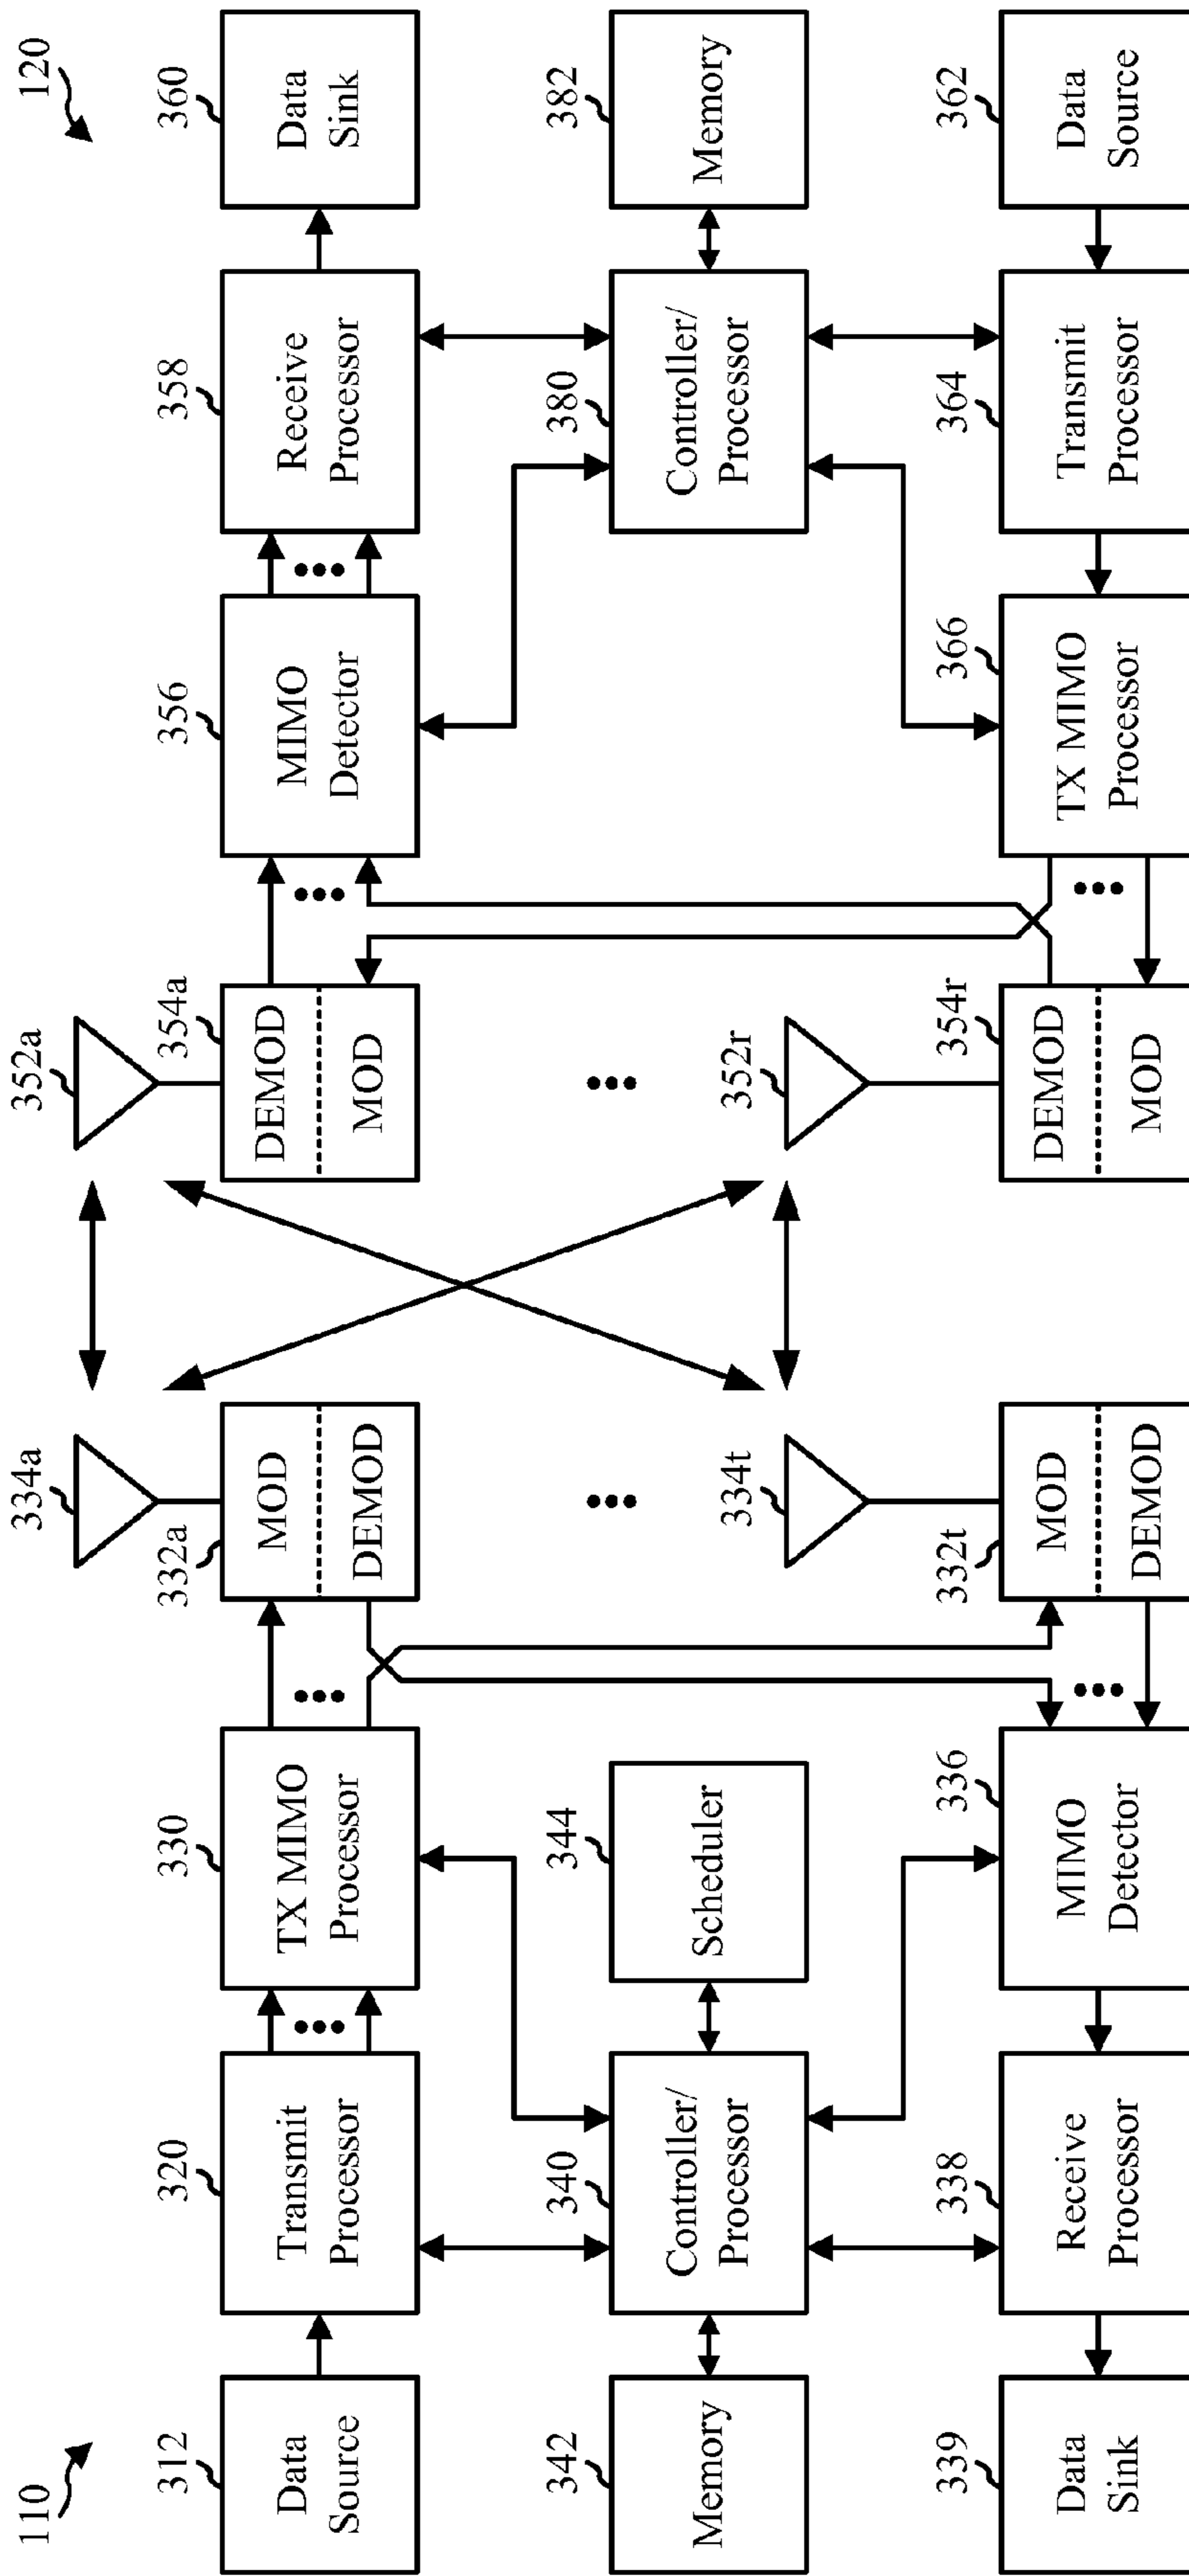 110
120
312
Data
Source
320
Transmit
Processor
330
TX MIMO
Processor
332a
MOD
DEMOD
334a
352a
354a
DEMOD
MOD
356
MIMO
Detector
358
Receive
Processor
360
Data
Sink
342
Memory
340
Controller/
Processor
344
Scheduler
380
Controller/
Processor
382
Memory
339
Data
Sink
338
Receive
Processor
336
MIMO
Detector
332t
MOD
DEMOD
334t
352r
354r
DEMOD
MOD
366
TX MIMO
Processor
364
Transmit
Processor
362
Data
Source